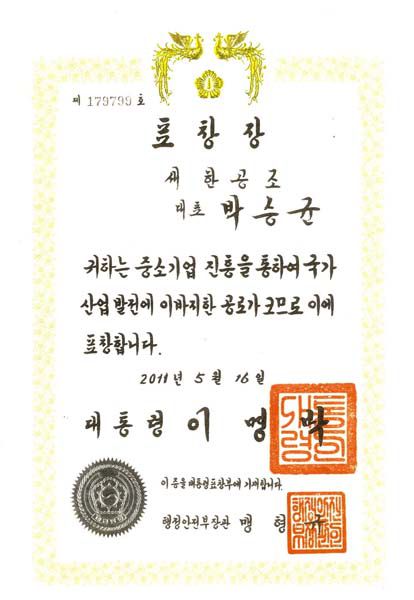 제 179799 호
표창장
새한공조
대표 박승균
귀하는 중소기업 진흥을 통하여 국가
산업 발전에 이바지한 공로가 크므로 이에
표창합니다.
2011년 5월 16일
대통령 이명박
이 증을 대통령표창부에 기재합니다.
행정안전부장관 맹형규